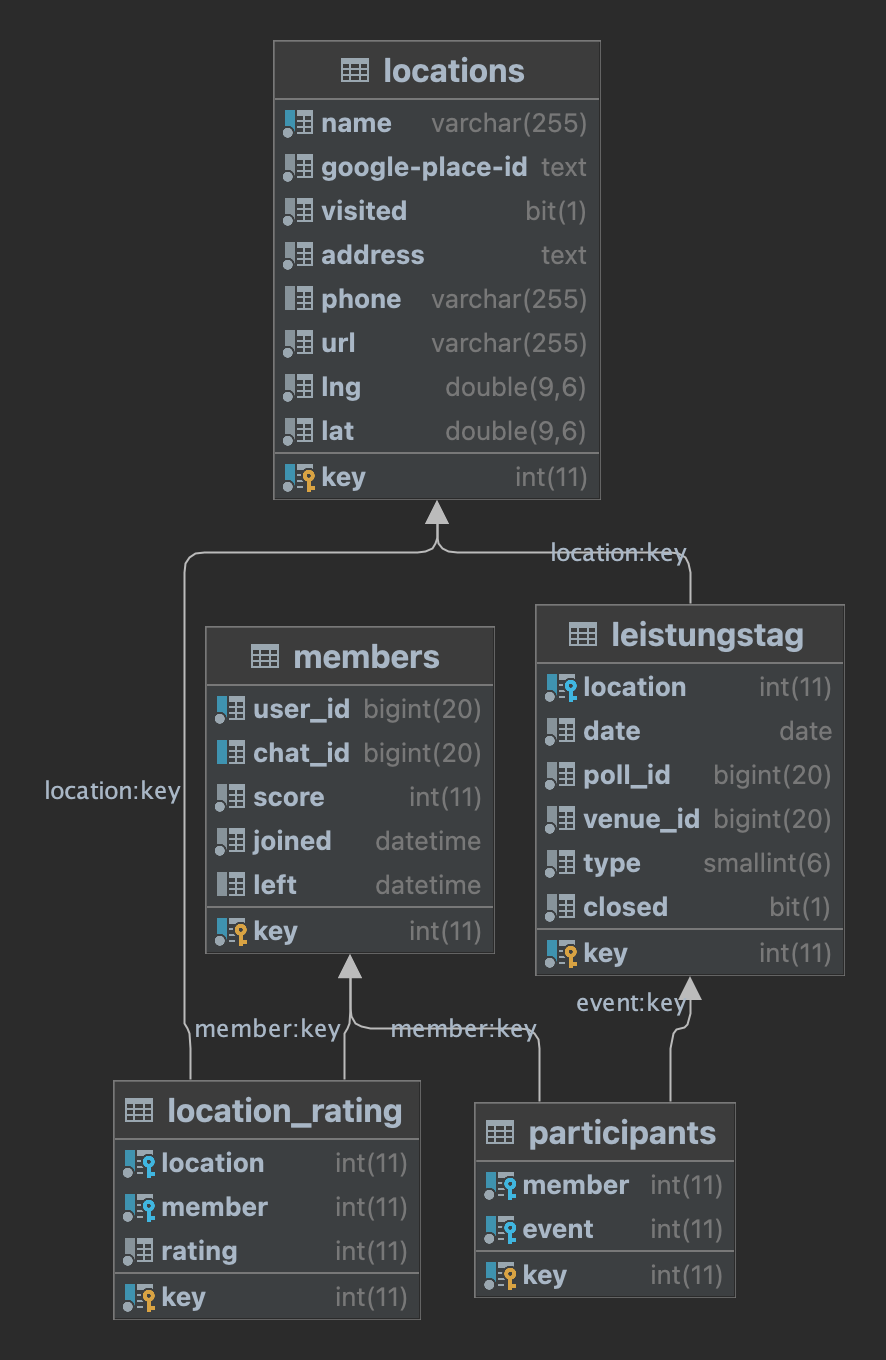 locations
name varchar(255)
google-place-id text
visited bit(1)
address text
phone varchar(255)
url varchar(255)
lng double(9,6)
lat double(9,6)
key int(11)
location:key
leistungstag
location int(11)
date date
poll_id bigint(20)
venue_id bigint(20)
type smallint(6)
closed bit(1)
key int(11)
members
user_id bigint(20)
chat_id bigint(20)
score int(11)
joined datetime
left datetime
key int(11)
location:key
event:key
member:key
member:key
location_rating
location int(11)
member int(11)
rating int(11)
key int(11)
participants
member int(11)
event int(11)
key int(11)